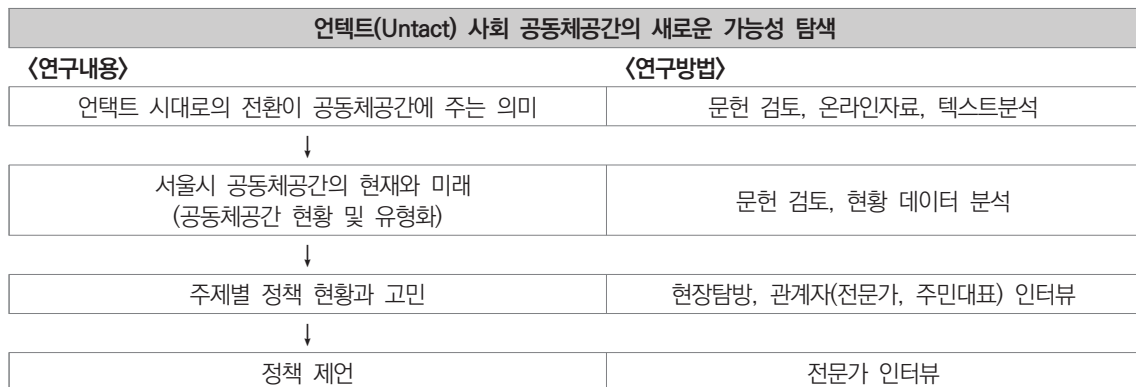 언텍트(Untact) 사회 공동체공간의 새로운 가능성 탐색
〈연구내용〉 〈연구방법〉
언택트 시대로의 전환이 공동체공간에 주는 의미 문헌 검토, 온라인자료, 텍스트분석
↓
서울시 공동체공간의 현재와 미래
(공동체공간 현황 및 유형화) 문헌 검토, 현황 데이터 분석
↓
주제별 정책 현황과 고민 현장탐방, 관계자(전문가, 주민대표) 인터뷰
↓
정책 제언 전문가 인터뷰